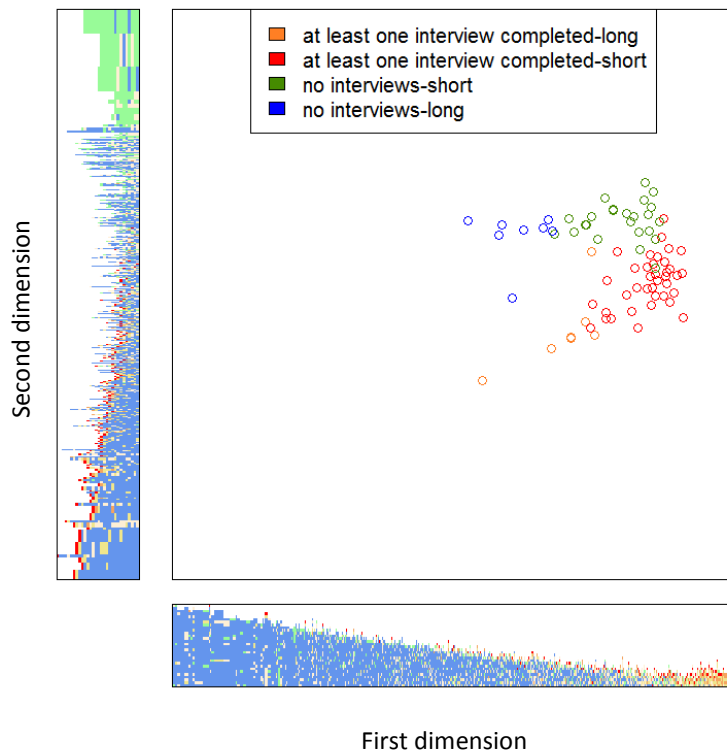 at least one interview completed-long
at least one interview completed-short
no interviews-short
no interviews-long
Second dimension
First dimension